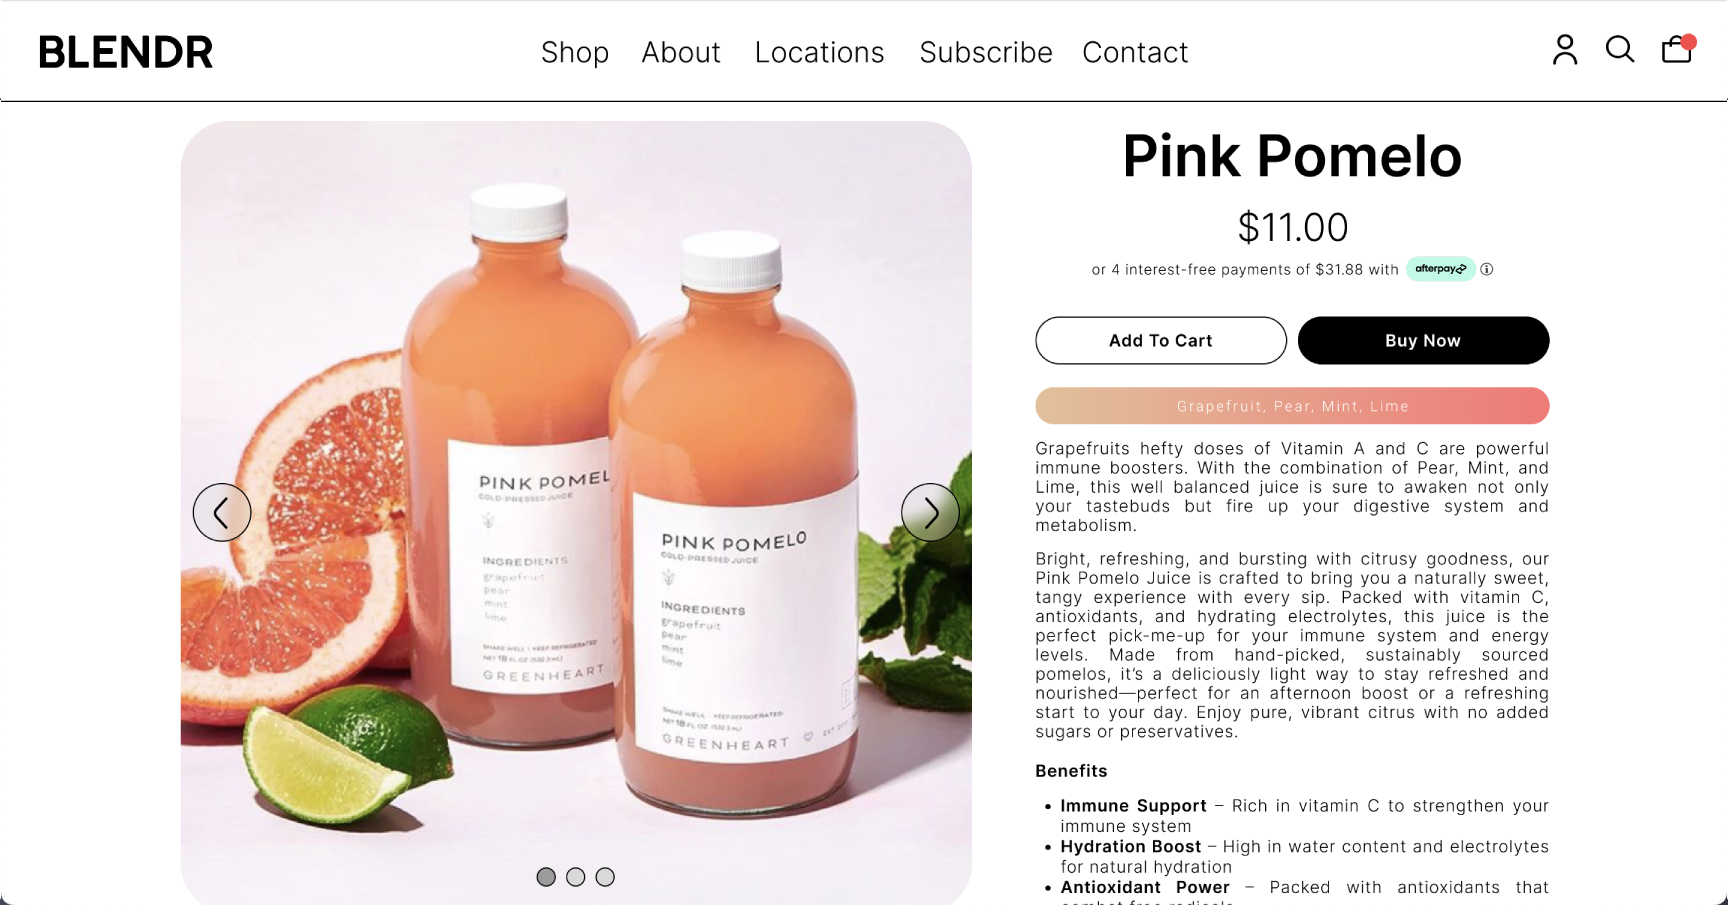 BLENDR
Shop About Locations Subscribe Contact
Pink Pomelo
$11.00
or 4 interest-free payments of $31.88 with afterpay
Add To Cart
Buy Now
Grapefruit, Pear, Mint, Lime
Grapefruits hefty doses of Vitamin A and C are powerful
immune boosters. With the combination of Pear, Mint, and
Lime, this well balanced juice is sure to awaken not only
your tastebuds but fire up your digestive system and
metabolism.
Bright, refreshing, and bursting with citrusy goodness, our
Pink Pomelo Juice is crafted to bring you a naturally sweet,
tangy experience with every sip. Packed with vitamin C,
antioxidants, and hydrating electrolytes, this juice is the
perfect pick-me-up for your immune system and energy
levels. Made from hand-picked, sustainably sourced
pomelos, it's a deliciously light way to stay refreshed and
nourished—perfect for an afternoon boost or a refreshing
start to your day. Enjoy pure, vibrant citrus with no added
sugars or preservatives.
Benefits
• Immune Support – Rich in vitamin C to strengthen your
immune system
• Hydration Boost – High in water content and electrolytes
for natural hydration
• Antioxidant Power – Packed with antioxidants that
PINK POMEL
COLD-PRESSED JUICE
INGREDIENTS
grapefruit
pear
mint
lime
SHAKE WELL | KEEP REFRIGERATED
NET 18 FL OZ (532.3 mL)
GREENHEART
PINK POMELO
COLD-PRESSED JUICE
INGREDIENTS
grapefruit
pear
mint
lime
SHAKE WELL | KEEP REFRIGERATED
NET 18 FL OZ (532.3 mL)
GREENHEART